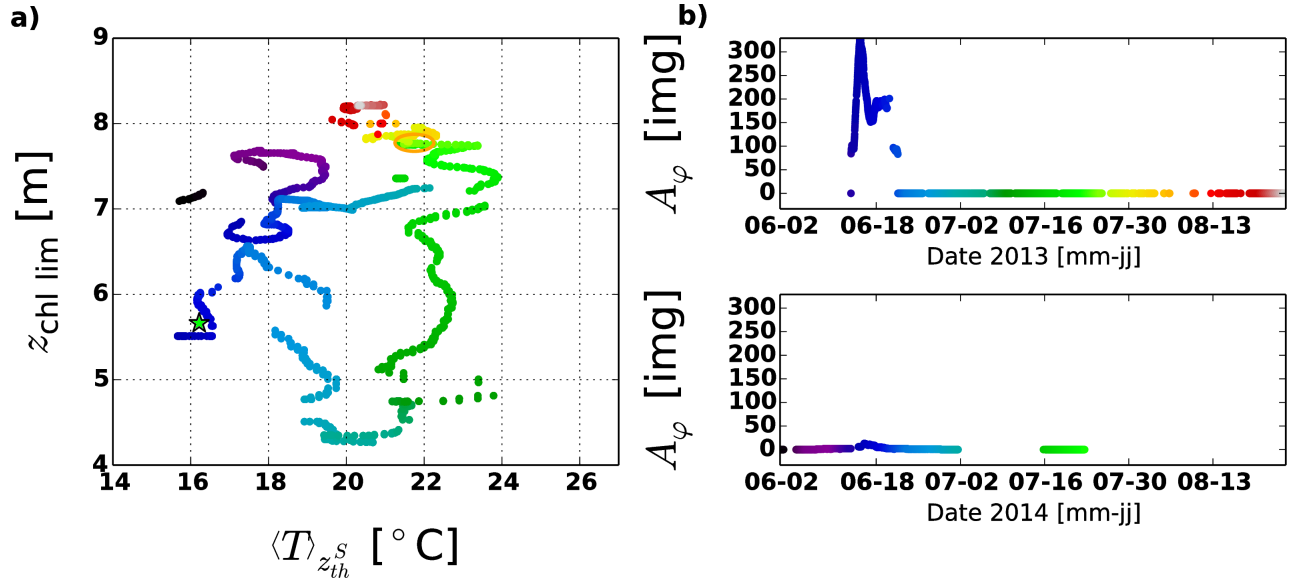 a)
9
8
7
6
5
4
z_chl lim [m]
14 16 18 20 22 24 26
⟨T⟩_{z_{th}^S} [°C]
b)
300
250
200
150
100
50
0
A_φ [img]
06-02 06-18 07-02 07-16 07-30 08-13
Date 2013 [mm-jj]
300
250
200
150
100
50
0
A_φ [img]
06-02 06-18 07-02 07-16 07-30 08-13
Date 2014 [mm-jj]